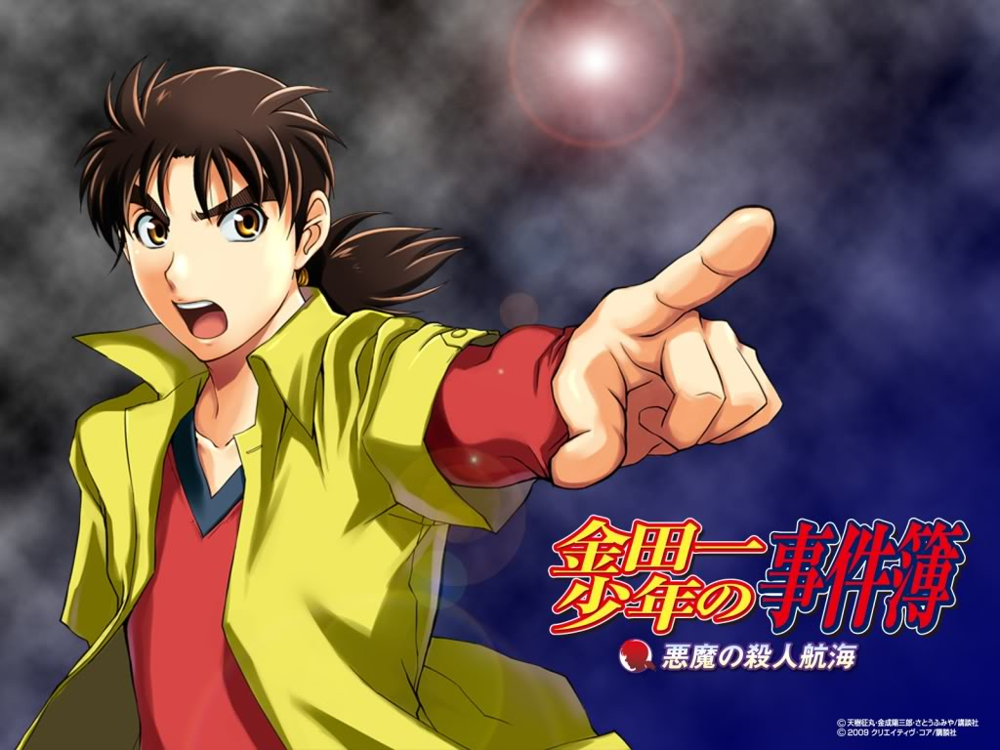 金田一
少年の
事件簿
悪魔の殺人航海
© 天樹征丸・金成陽三郎・さとうふみや/講談社
© 2009 クリエイティヴ・コア/講談社